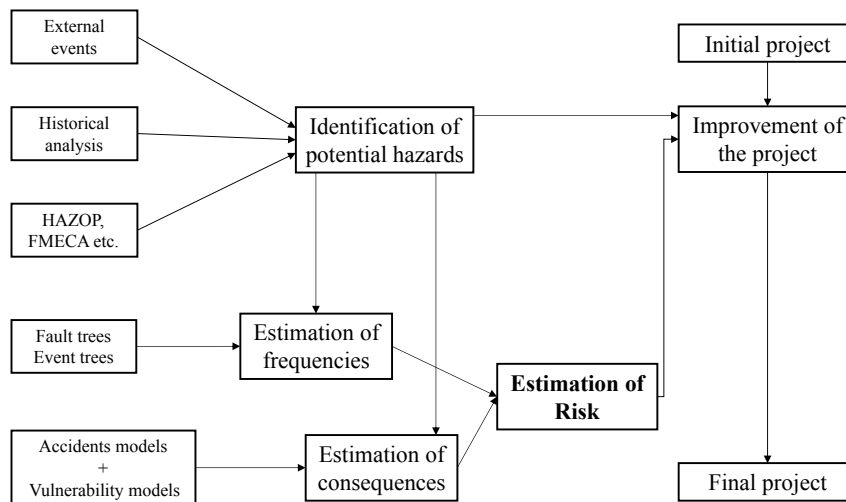 External
events
Initial project
Historical
analysis
Identification of
potential hazards
Improvement of
the project
HAZOP,
FMECA etc.
Fault trees
Event trees
Estimation of
frequencies
Estimation of
Risk
Accidents models
+
Vulnerability models
Estimation of
consequences
Final project